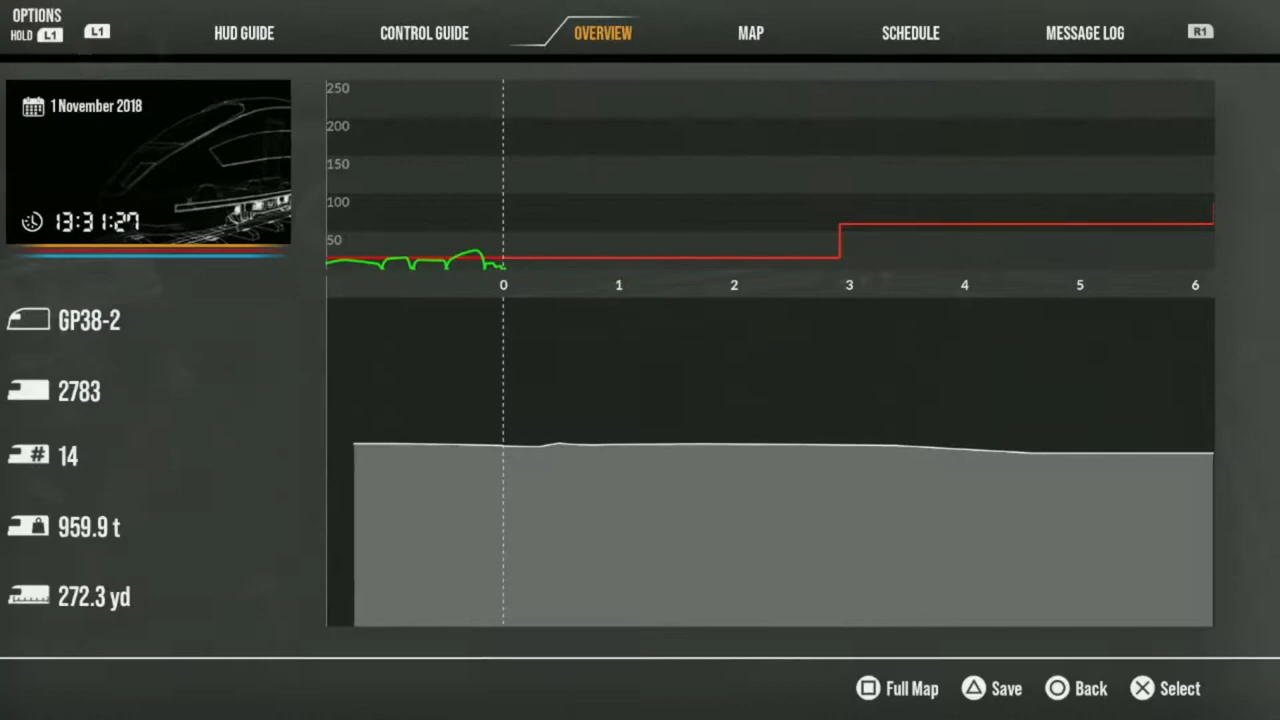 OPTIONS
HOLD L1
L1
HUD GUIDE
CONTROL GUIDE
OVERVIEW
MAP
SCHEDULE
MESSAGE LOG
R1
1 November 2018
13:31:27
GP38-2
2783
# 14
959.9 t
272.3 yd
250
200
150
100
50
0 1 2 3 4 5 6
Full Map
Save
Back
Select